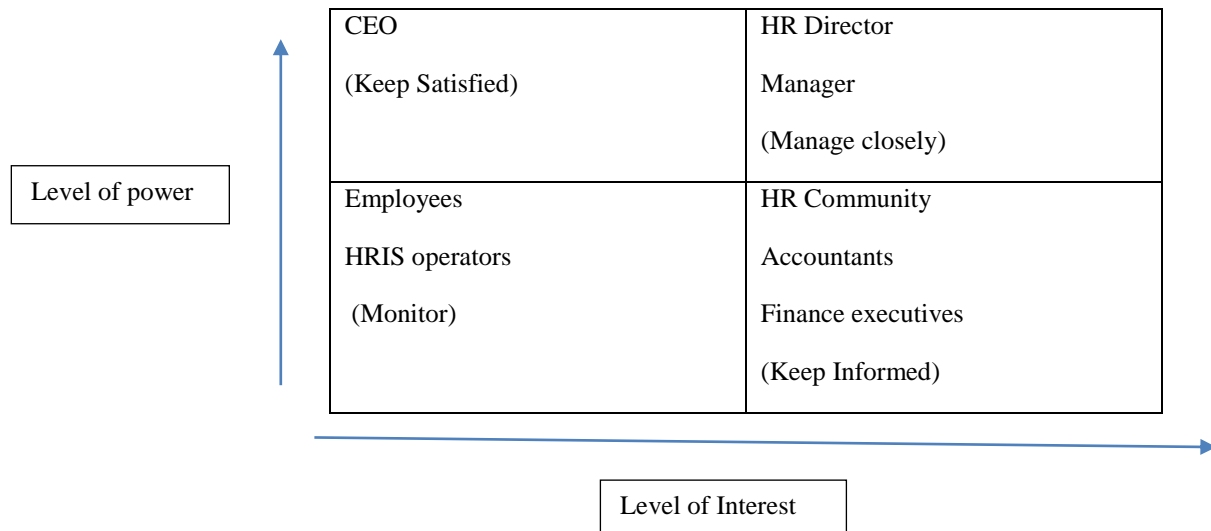 CEO
(Keep Satisfied)
HR Director
Manager
(Manage closely)
Level of power
Employees
HRIS operators
(Monitor)
HR Community
Accountants
Finance executives
(Keep Informed)
Level of Interest